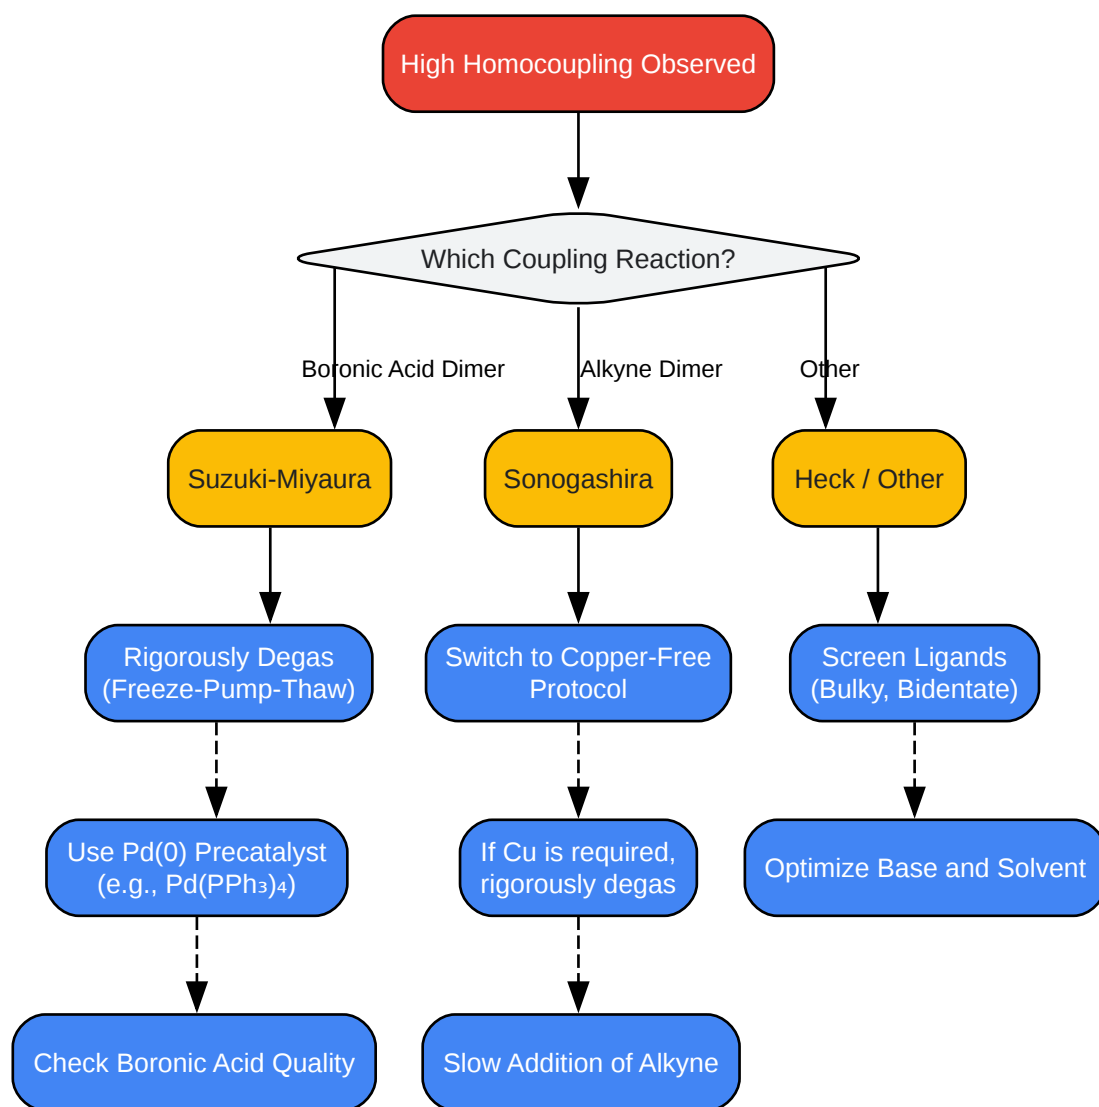 High Homocoupling Observed
Which Coupling Reaction?
Boronic Acid Dimer
Alkyne Dimer
Other
Suzuki-Miyaura
Sonogashira
Heck / Other
Rigorously Degas
(Freeze-Pump-Thaw)
Switch to Copper-Free
Protocol
Screen Ligands
(Bulky, Bidentate)
Use Pd(0) Precatalyst
(e.g., Pd(PPh₃)₄)
If Cu is required,
rigorously degas
Optimize Base and Solvent
Check Boronic Acid Quality
Slow Addition of Alkyne